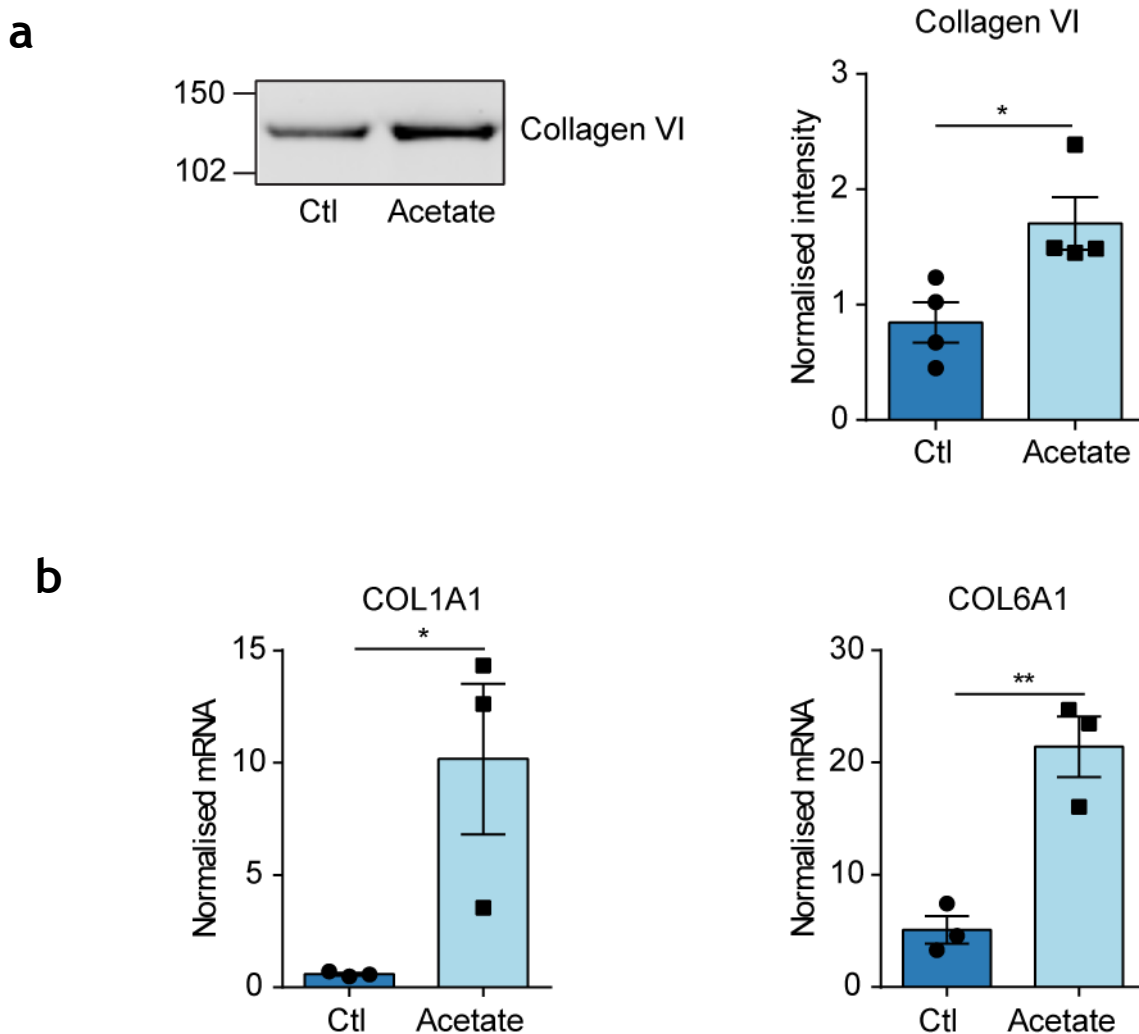 a
Collagen VI
150
102
Collagen VI
Ctl
Acetate
Normalised intensity
3
2
1
0
*
Ctl
Acetate
b
COL1A1
*
Normalised mRNA
15
10
5
0
Ctl
Acetate
COL6A1
**
Normalised mRNA
30
20
10
0
Ctl
Acetate